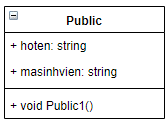 Public
+ hoten: string
+ masinhvien: string
+ void Public1()